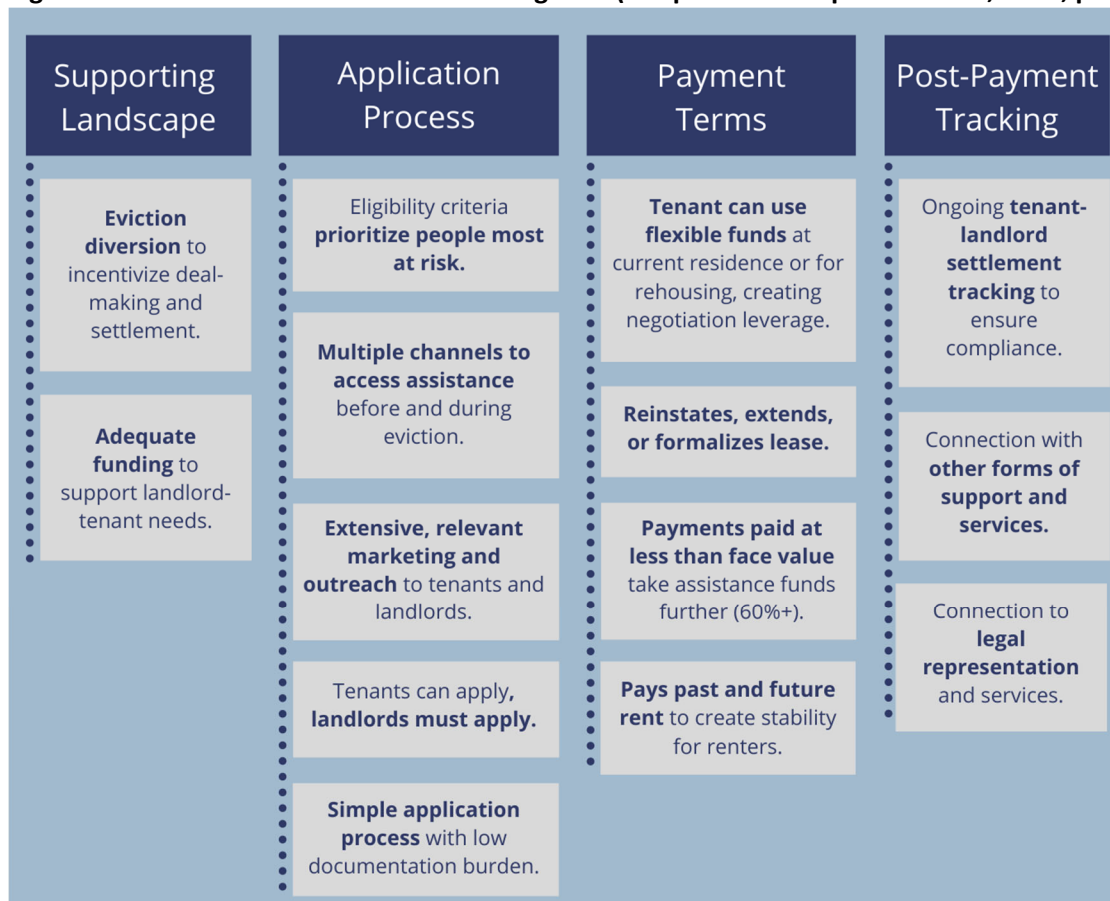 Supporting
Landscape
Eviction
diversion to
incentivize deal-
making and
settlement.
Adequate
funding to
support landlord-
tenant needs.
Application
Process
Eligibility criteria
prioritize people most
at risk.
Multiple channels to
access assistance
before and during
eviction.
Extensive, relevant
marketing and
outreach to tenants and
landlords.
Tenants can apply,
landlords must apply.
Simple application
process with low
documentation burden.
Payment
Terms
Tenant can use
flexible funds at
current residence or for
rehousing, creating
negotiation leverage.
Reinstates, extends,
or formalizes lease.
Payments paid at
less than face value
take assistance funds
further (60%+).
Pays past and future
rent to create stability
for renters.
Post-Payment
Tracking
Ongoing tenant-
landlord
settlement
tracking to
ensure
compliance.
Connection with
other forms of
support and
services.
Connection to
legal
representation
and services.